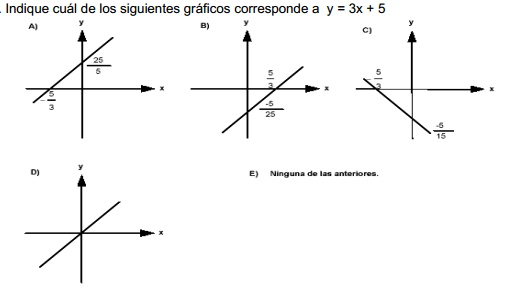 . Indique cuál de los siguientes gráficos corresponde a y = 3x + 5
A)
y
25
5
x
- 5
3
B)
y
5
3
x
-5
25
C)
y
- 5
3
x
-5
15
D)
y
x
E) Ninguna de las anteriores.